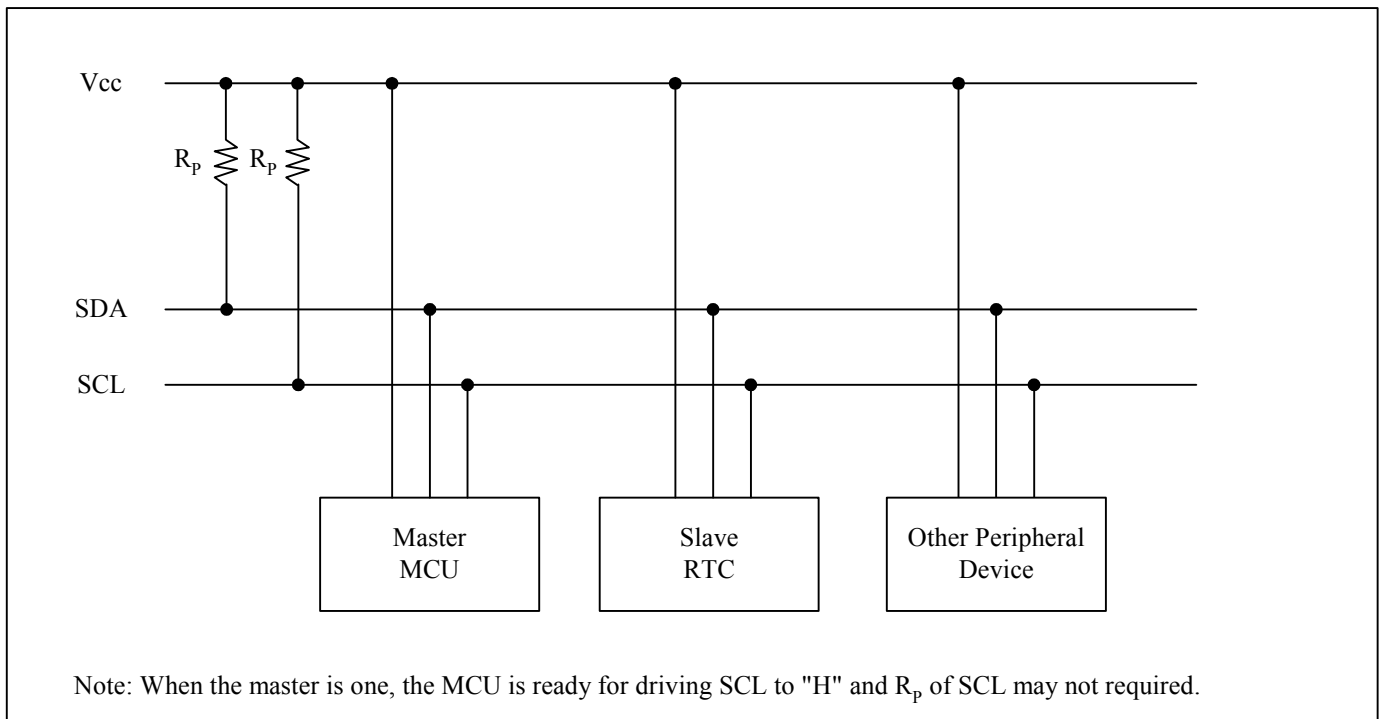 Vcc
R_P R_P
SDA
SCL
Master
MCU
Slave
RTC
Other Peripheral
Device
Note: When the master is one, the MCU is ready for driving SCL to "H" and R_P of SCL may not required.